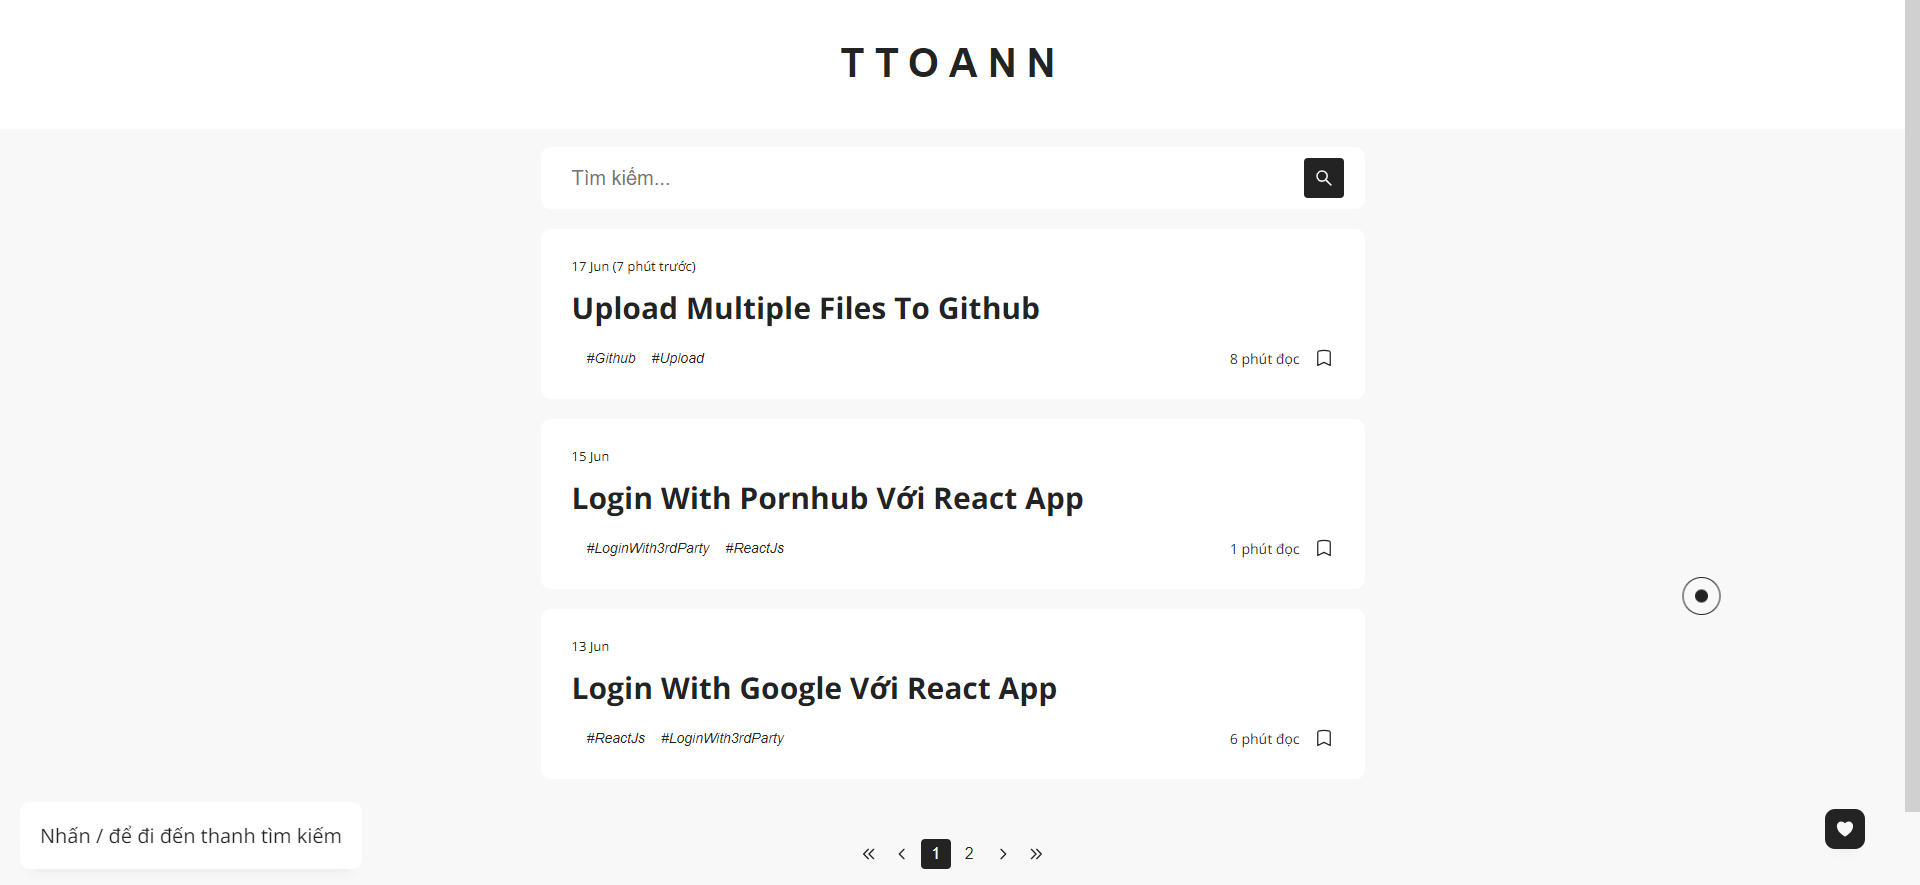 TTOANN
Tìm kiếm...
17 Jun (7 phút trước)
Upload Multiple Files To Github
#Github #Upload
8 phút đọc
15 Jun
Login With Pornhub Với React App
#LoginWith3rdParty #ReactJs
1 phút đọc
13 Jun
Login With Google Với React App
#ReactJs #LoginWith3rdParty
6 phút đọc
Nhấn / để đi đến thanh tìm kiếm
« ‹ 1 2 › »